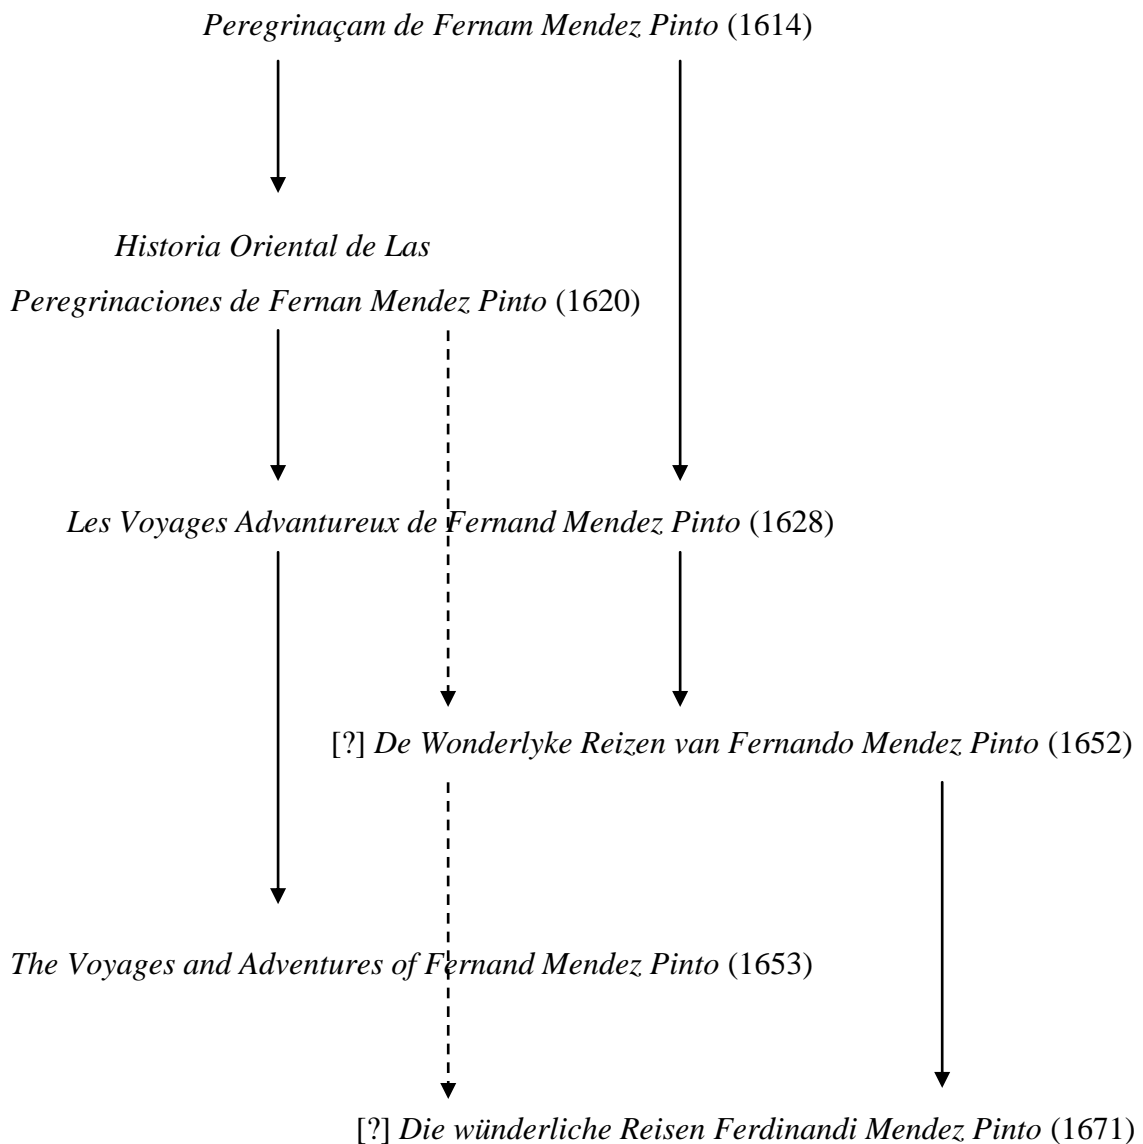 Peregrinaçam de Fernam Mendez Pinto (1614)
Historia Oriental de Las
Peregrinaciones de Fernan Mendez Pinto (1620)
Les Voyages Advantureux de Fernand Mendez Pinto (1628)
[?] De Wonderlyke Reizen van Fernando Mendez Pinto (1652)
The Voyages and Adventures of Fernand Mendez Pinto (1653)
[?] Die wünderliche Reisen Ferdinandi Mendez Pinto (1671)